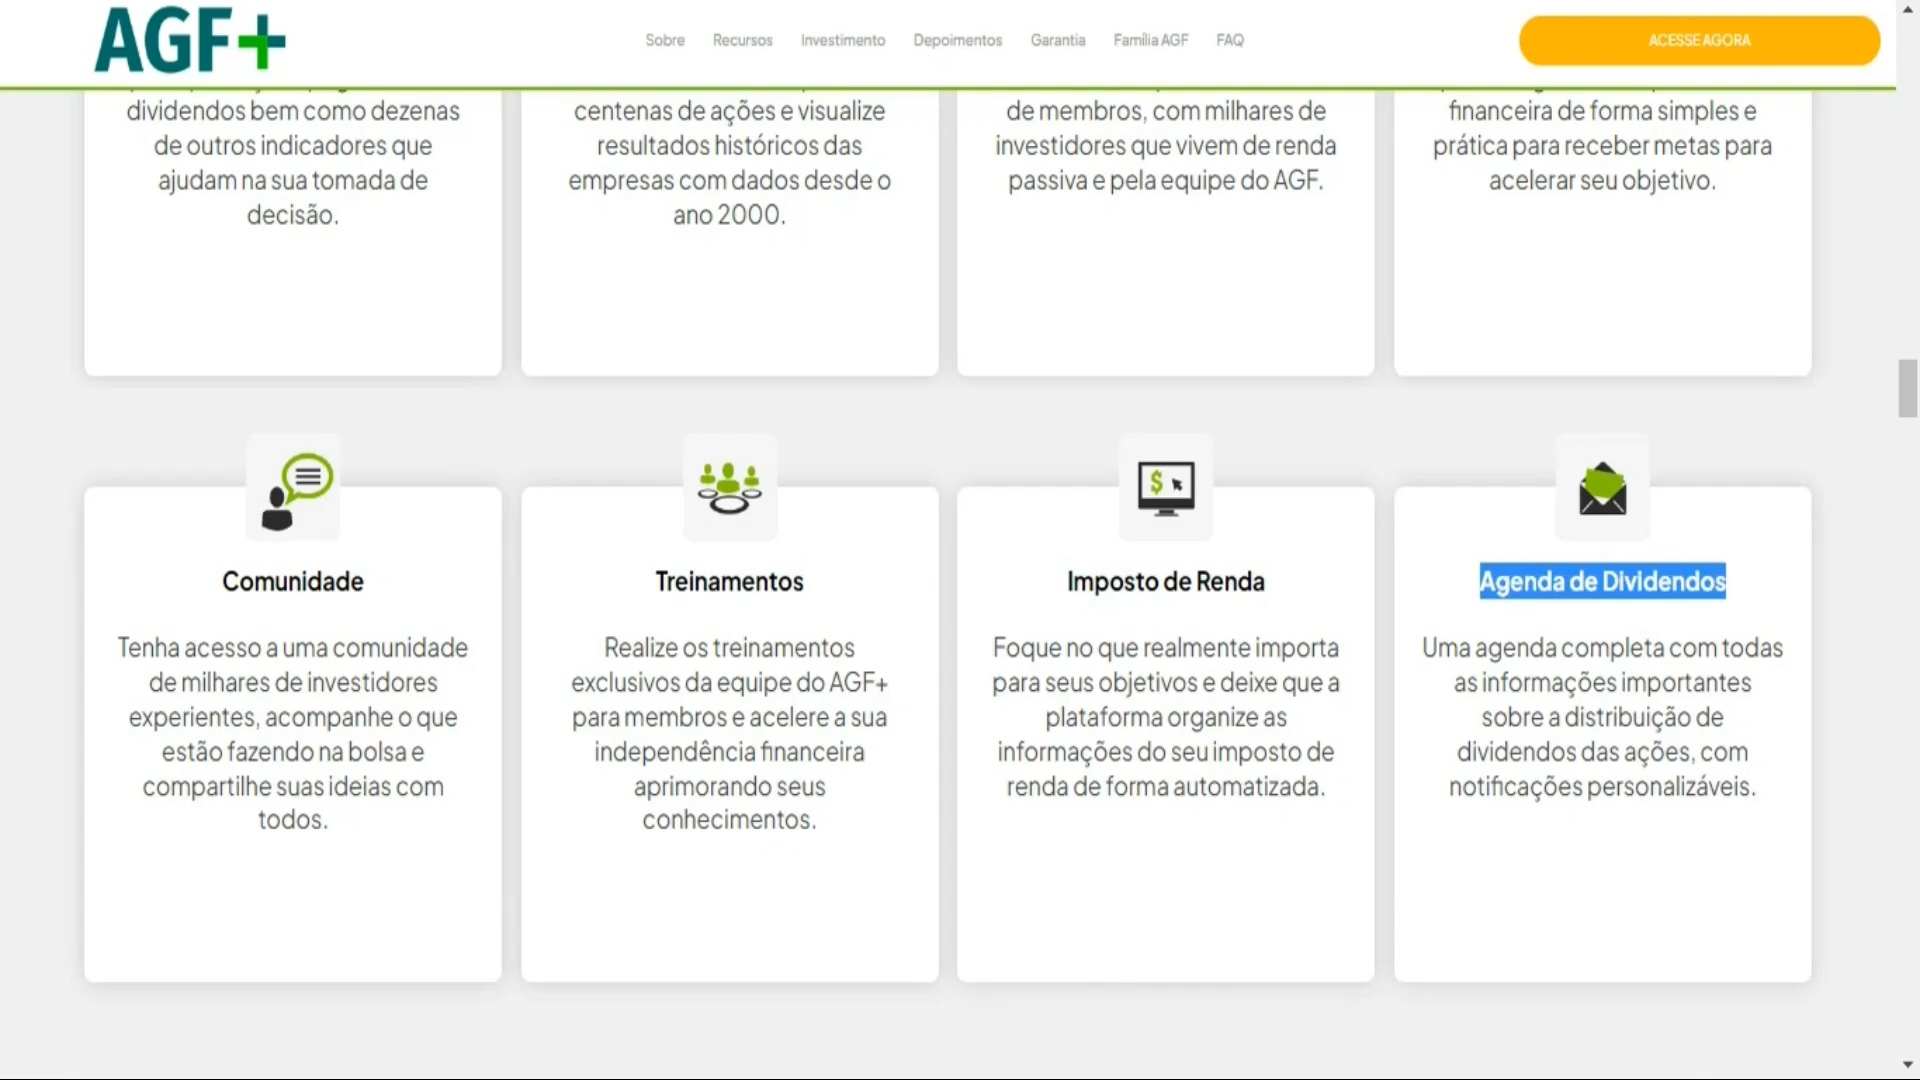 AGF+
Sobre
Recursos
Investimento
Depoimentos
Garantia
Família AGF
FAQ
ACESSE AGORA
dividendos bem como dezenas
de outros indicadores que
ajudam na sua tomada de
decisão.
centenas de ações e visualize
resultados históricos das
empresas com dados desde o
ano 2000.
de membros, com milhares de
investidores que vivem de renda
passiva e pela equipe do AGF.
financeira de forma simples e
prática para receber metas para
acelerar seu objetivo.
Comunidade
Tenha acesso a uma comunidade
de milhares de investidores
experientes, acompanhe o que
estão fazendo na bolsa e
compartilhe suas ideias com
todos.
Treinamentos
Realize os treinamentos
exclusivos da equipe do AGF+
para membros e acelere a sua
independência financeira
aprimorando seus
conhecimentos.
Imposto de Renda
Foque no que realmente importa
para seus objetivos e deixe que a
plataforma organize as
informações do seu imposto de
renda de forma automatizada.
Agenda de Dividendos
Uma agenda completa com todas
as informações importantes
sobre a distribuição de
dividendos das ações, com
notificações personalizáveis.